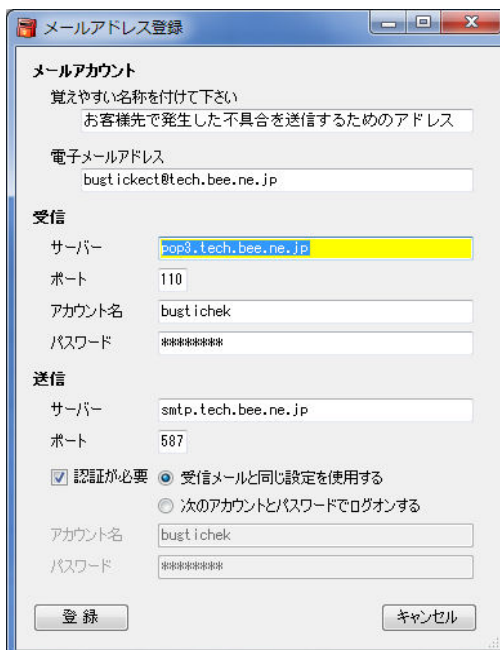 メールアドレス登録
メールアカウント
覚えやすい名称を付けて下さい
お客様先で発生した不具合を送信するためのアドレス
電子メールアドレス
bugtickect@tech.bee.ne.jp
受信
サーバー
pop3.tech.bee.ne.jp
ポート
110
アカウント名
bugtichek
パスワード
********
送信
サーバー
smtp.tech.bee.ne.jp
ポート
587
認証が必要 受信メールと同じ設定を使用する
次のアカウントとパスワードでログオンする
アカウント名
bugtichek
パスワード
********
登録 キャンセル